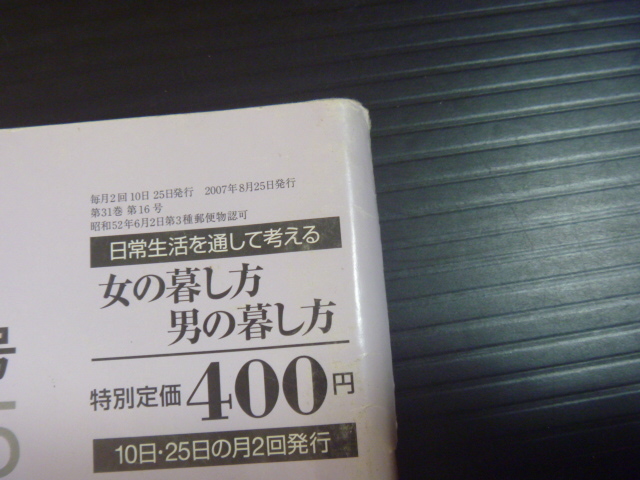 毎月2回10日 25日発行 2007年8月25日発行
第31巻 第16号
昭和52年6月2日第3種郵便物認可
日常生活を通して考える
女の暮し方
男の暮し方
特別定価400円
10日・25日の月2回発行
号